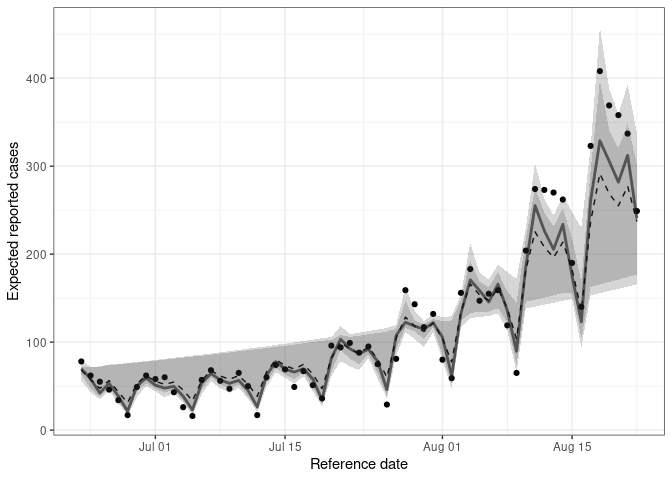 400
300
200
100
0
Expected reported cases
Jul 01
Jul 15
Aug 01
Aug 15
Reference date